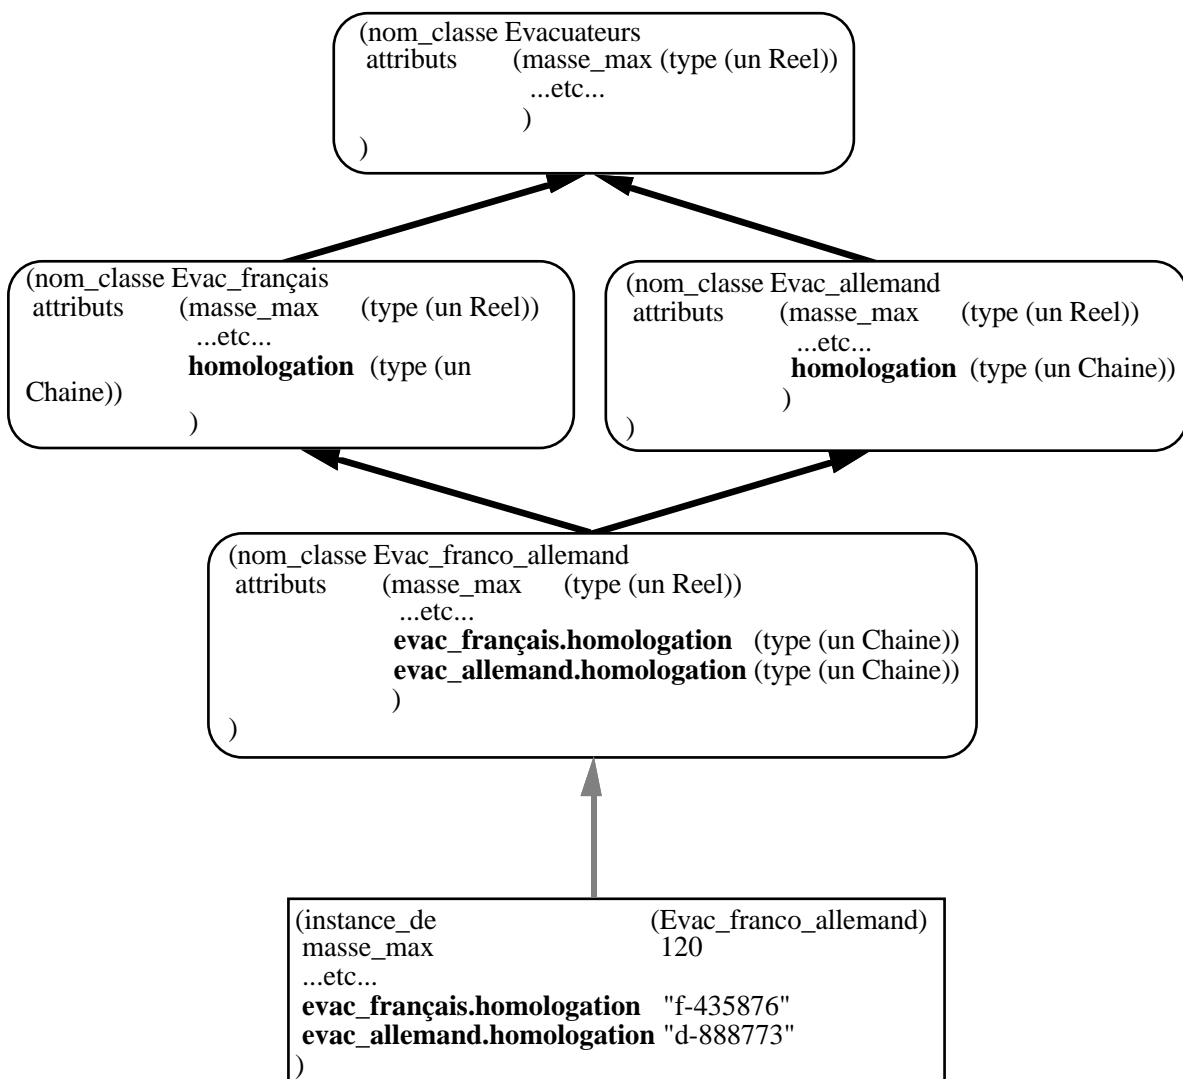 (nom_classe Evacuateurs
attributs (masse_max (type (un Reel))
...etc...
)
)
(nom_classe Evac_français
attributs (masse_max (type (un Reel))
...etc...
homologation (type (un
Chaine))
)
(nom_classe Evac_allemand
attributs (masse_max (type (un Reel))
...etc...
homologation (type (un Chaine))
)
)
(nom_classe Evac_franco_allemand
attributs (masse_max (type (un Reel))
...etc...
evac_français.homologation (type (un Chaine))
evac_allemand.homologation (type (un Chaine))
)
)
(instance_de (Evac_franco_allemand)
masse_max 120
...etc...
evac_français.homologation "f-435876"
evac_allemand.homologation "d-888773"
)